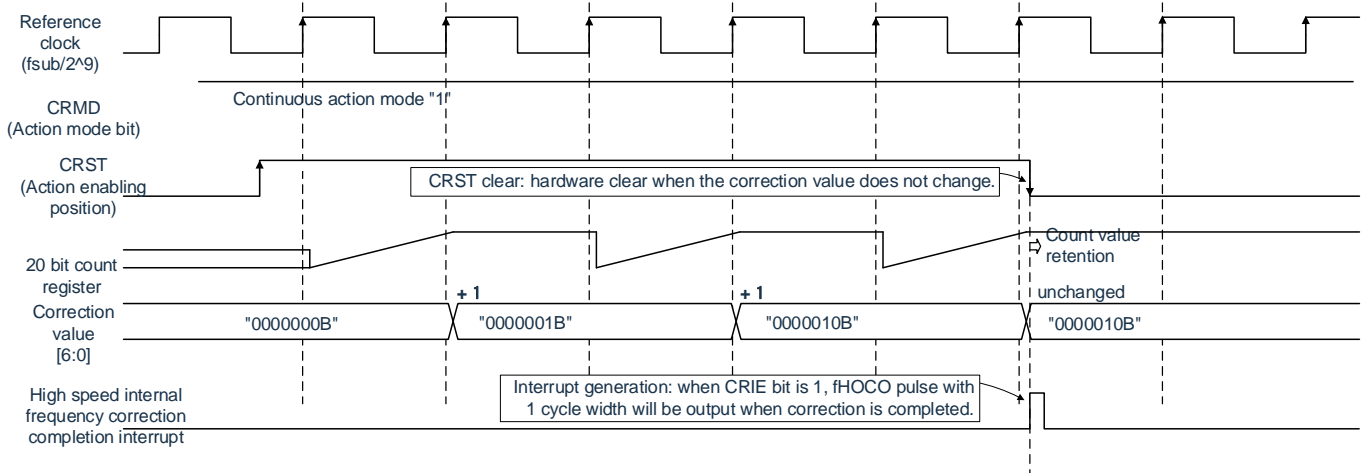 Reference
clock
(fsub/2^9)
Continuous action mode "1"
CRMD
(Action mode bit)
CRST
(Action enabling
position)
CRST clear: hardware clear when the correction value does not change.
Count value
retention
20 bit count
register
+ 1
+ 1
unchanged
Correction
value
[6:0]
"0000000B"
"0000001B"
"0000010B"
"0000010B"
Interrupt generation: when CRIE bit is 1, fHOCO pulse with
1 cycle width will be output when correction is completed.
High speed internal
frequency correction
completion interrupt